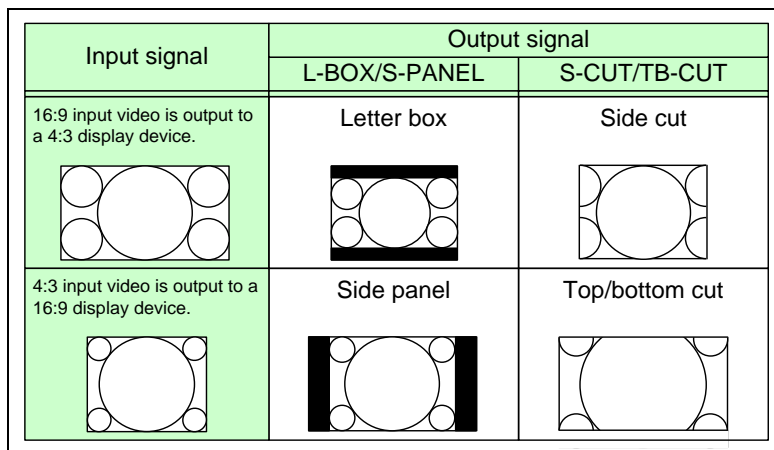 Input signal
Output signal
L-BOX/S-PANEL
S-CUT/TB-CUT
16:9 input video is output to
a 4:3 display device.
Letter box
Side cut
4:3 input video is output to a
16:9 display device.
Side panel
Top/bottom cut